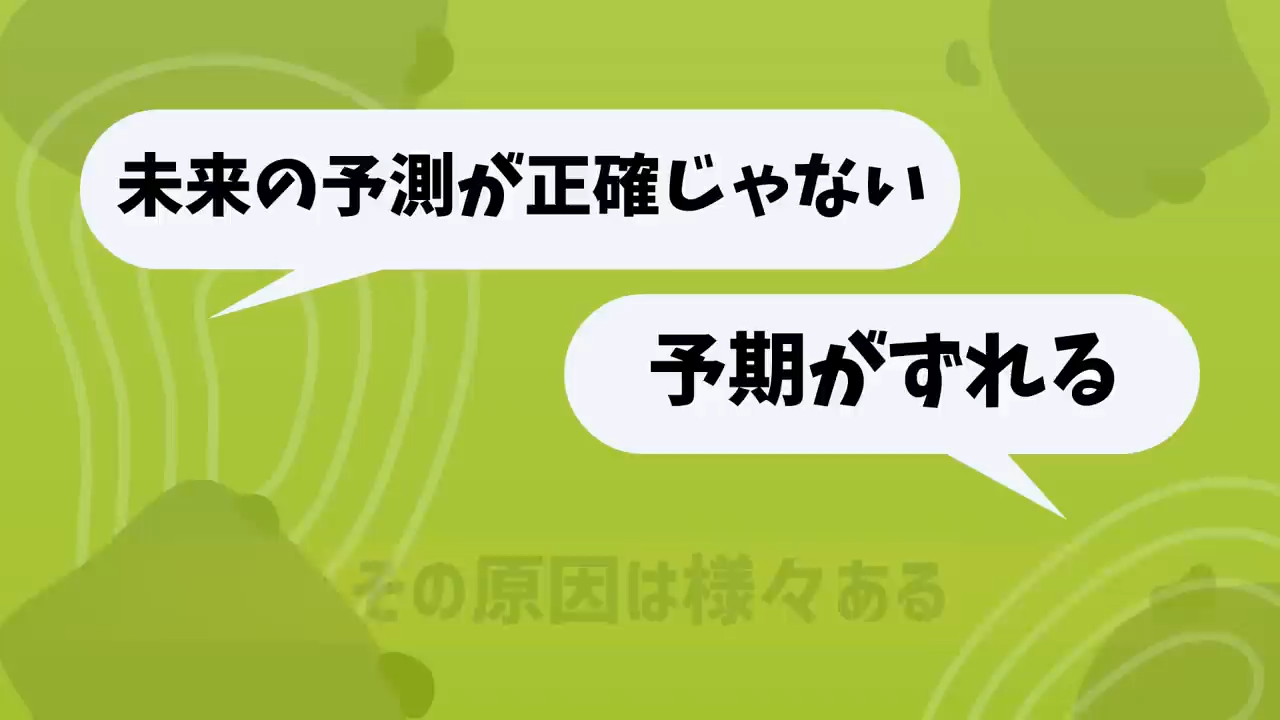 未来の予測が正確じゃない
予期がずれる
その原因は様々ある